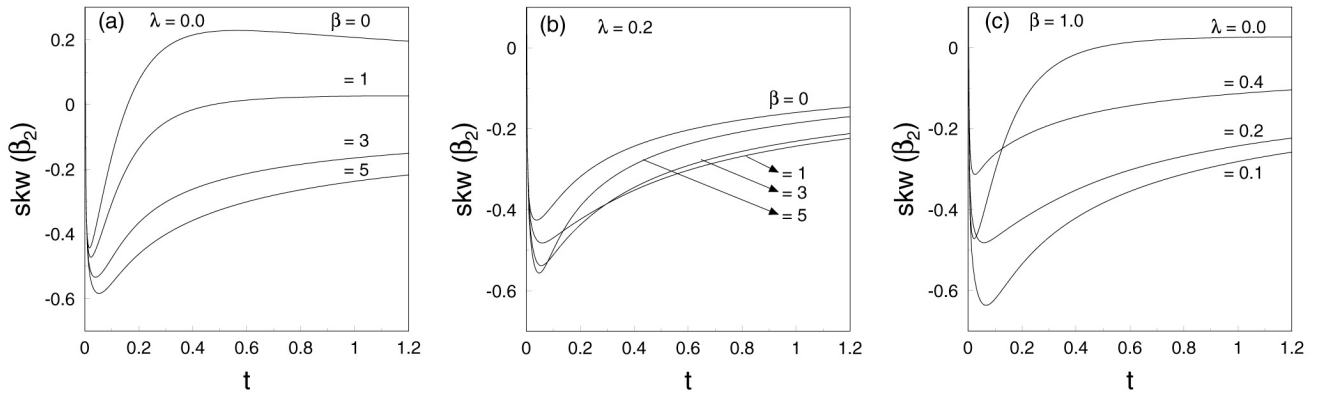 (a) λ = 0.0 β = 0
= 1
= 3
= 5
0.2
0
-0.2
-0.4
-0.6
skw (β₂)
0 0.2 0.4 0.6 0.8 1 1.2
t
(b) λ = 0.2
β = 0
= 1
= 3
= 5
0
-0.2
-0.4
-0.6
skw (β₂)
0 0.2 0.4 0.6 0.8 1 1.2
t
(c) β = 1.0 λ = 0.0
= 0.4
= 0.2
= 0.1
0
-0.2
-0.4
-0.6
skw (β₂)
0 0.2 0.4 0.6 0.8 1 1.2
t